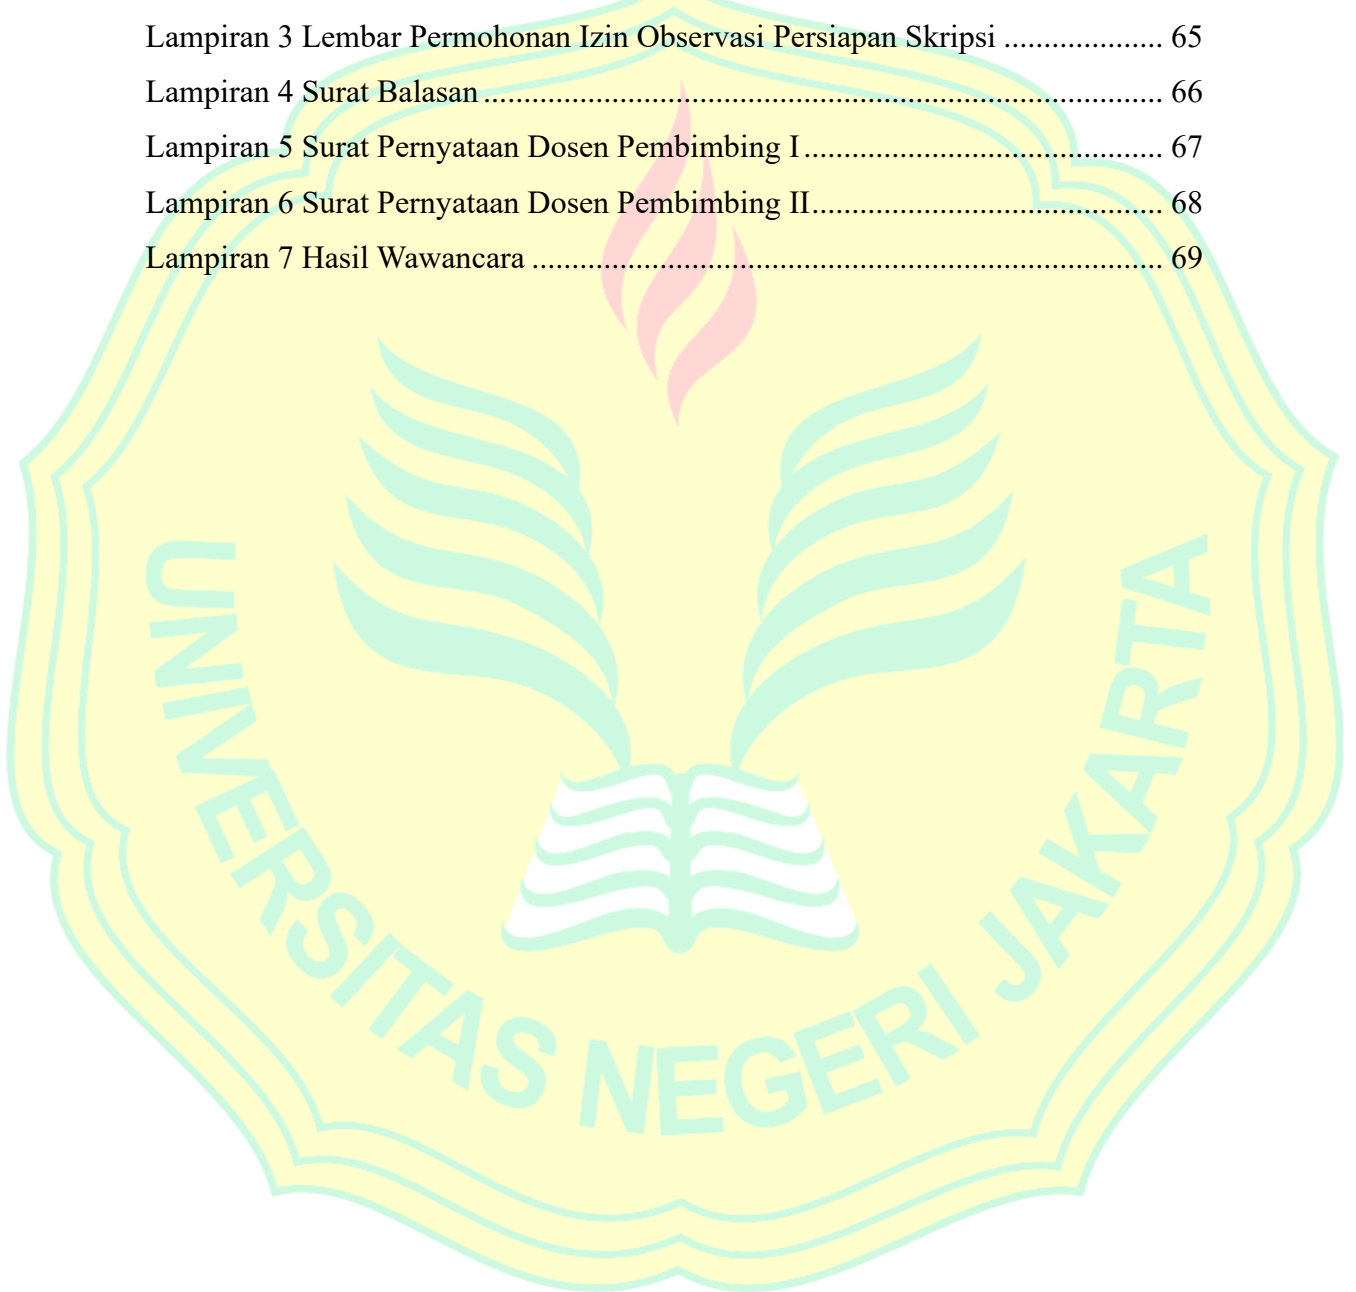 Lampiran 3 Lembar Permohonan Izin Observasi Persiapan Skripsi .................... 65
Lampiran 4 Surat Balasan ..................................................................................... 66
Lampiran 5 Surat Pernyataan Dosen Pembimbing I ............................................. 67
Lampiran 6 Surat Pernyataan Dosen Pembimbing II ............................................ 68
Lampiran 7 Hasil Wawancara ............................................................................... 69
UNIVERSITAS NEGERI JAKARTA